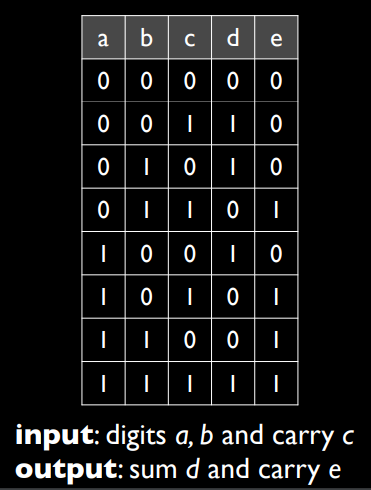 a b c d e
0 0 0 0 0
0 0 1 1 0
0 1 0 1 0
0 1 1 0 1
1 0 0 1 0
1 0 1 0 1
1 1 0 0 1
1 1 1 1 1
input: digits a, b and carry c
output: sum d and carry e